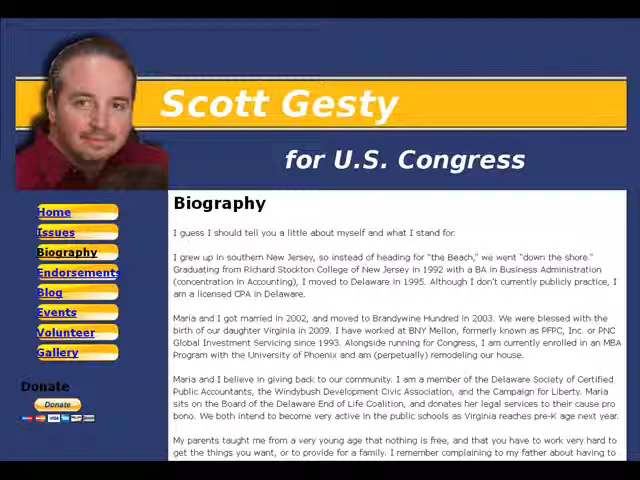 Scott Gesty
for U.S. Congress
Home
Issues
Biography
Endorsements
Blog
Events
Volunteer
Gallery
Donate
Donate
Biography
I guess I should tell you a little about myself and what I stand for.
I grew up in southern New Jersey, so instead of heading for "the Beach," we went "down the shore."
Graduating from Richard Stockton College of New Jersey in 1992 with a BA in Business Administration
(concentration in Accounting), I moved to Delaware in 1995. Although I don't currently publicly practice, I
am a licensed CPA in Delaware.
Maria and I got married in 2002, and moved to Brandywine Hundred in 2003. We were blessed with the
birth of our daughter Virginia in 2009. I have worked at BNY Mellon, formerly known as PFPC, Inc. or PNC
Global Investment Servicing since 1993. Alongside running for Congress, I am currently enrolled in an MBA
Program with the University of Phoenix and am (perpetually) remodeling our house.
Maria and I believe in giving back to our community. I am a member of the Delaware Society of Certified
Public Accountants, the Windybush Development Civic Association, and the Campaign for Liberty. Maria
sits on the Board of the Delaware End of Life Coalition, and donates her legal services to their cause pro
bono. We both intend to become very active in the public schools as Virginia reaches pre-K age next year.
My parents taught me from a very young age that nothing is free, and that you have to work very hard to
get the things you want, or to provide for a family. I remember complaining to my father about having to